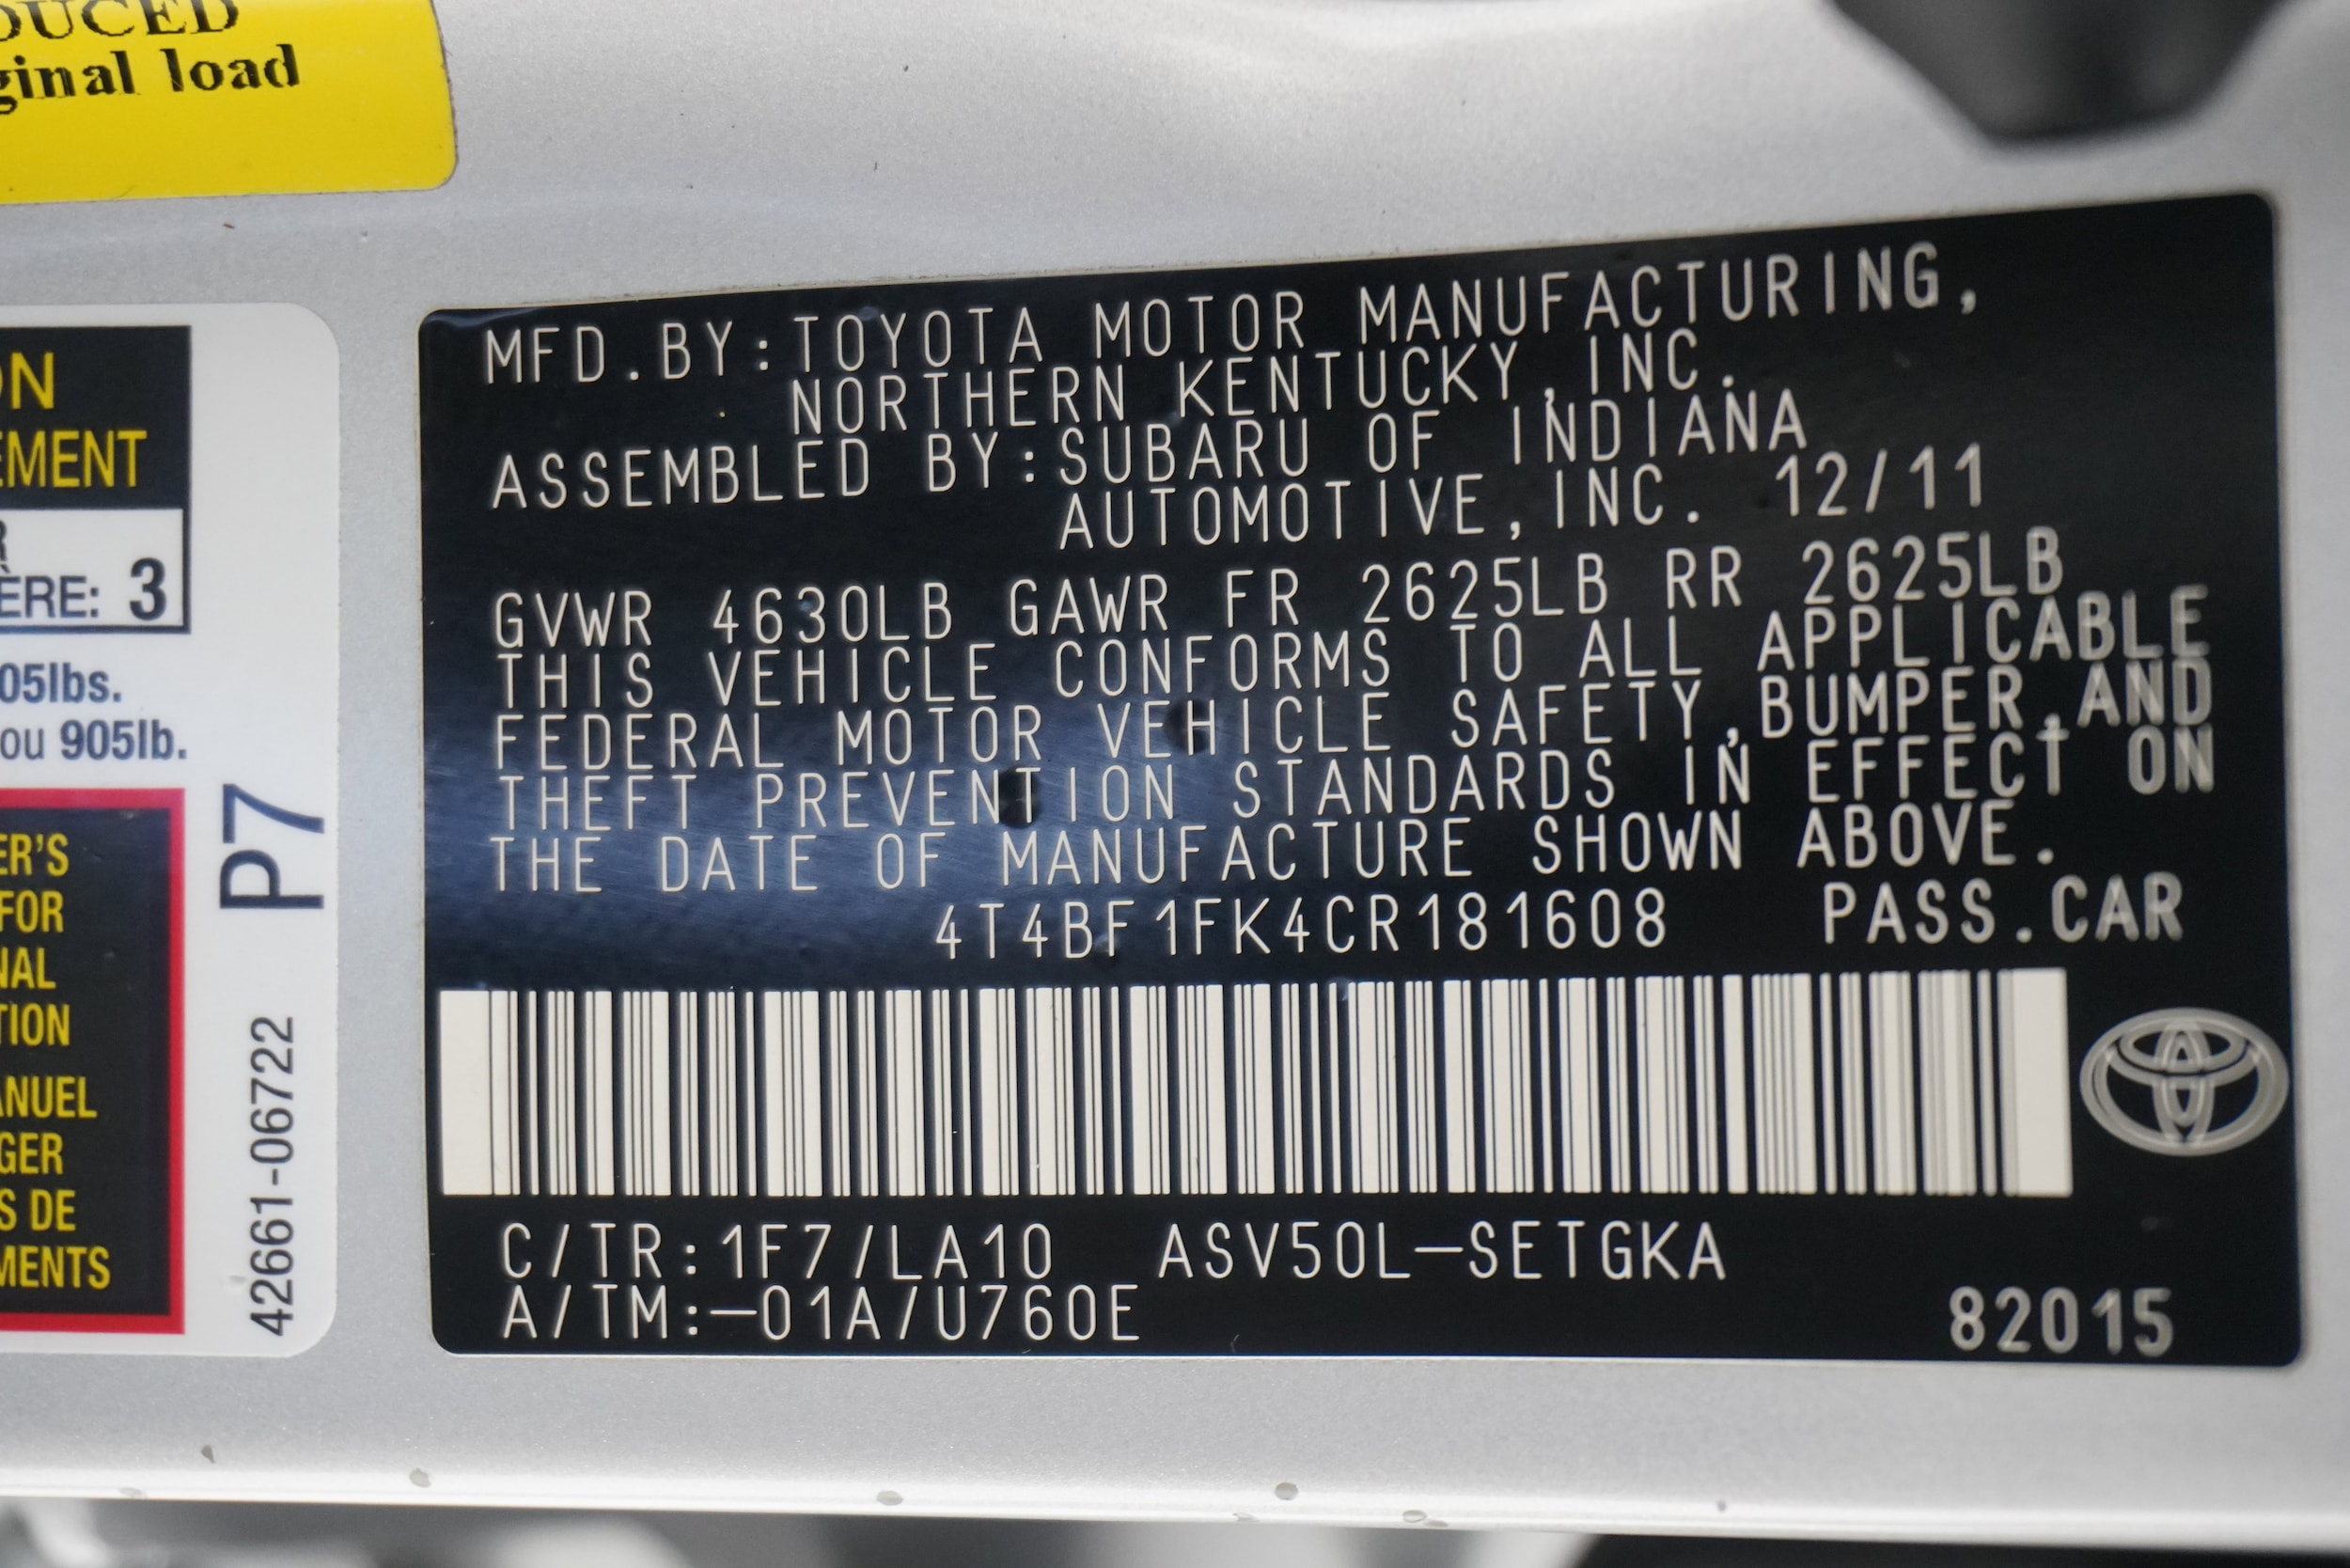 DUCED
ginal load
ON
EMENT
R
ÈRE: 3
05lbs.
ou 905lb.
ER'S
FOR
NAL
TION
ANUEL
GER
S DE
MENTS
P7
42661-06722
MFD.BY:TOYOTA MOTOR MANUFACTURING,
NORTHERN KENTUCKY,INC.
ASSEMBLED BY:SUBARU OF INDIANA
AUTOMOTIVE,INC. 12/11
GVWR 4630LB GAWR FR 2625LB RR 2625LB
THIS VEHICLE CONFORMS TO ALL APPLICABLE
FEDERAL MOTOR VEHICLE SAFETY,BUMPER,AND
THEFT PREVENTION STANDARDS IN EFFECT ON
THE DATE OF MANUFACTURE SHOWN ABOVE.
4T4BF1FK4CR181608 PASS.CAR
C/TR:1F7/LA10 ASV50L-SETGKA
A/TM:-01A/U760E
82015